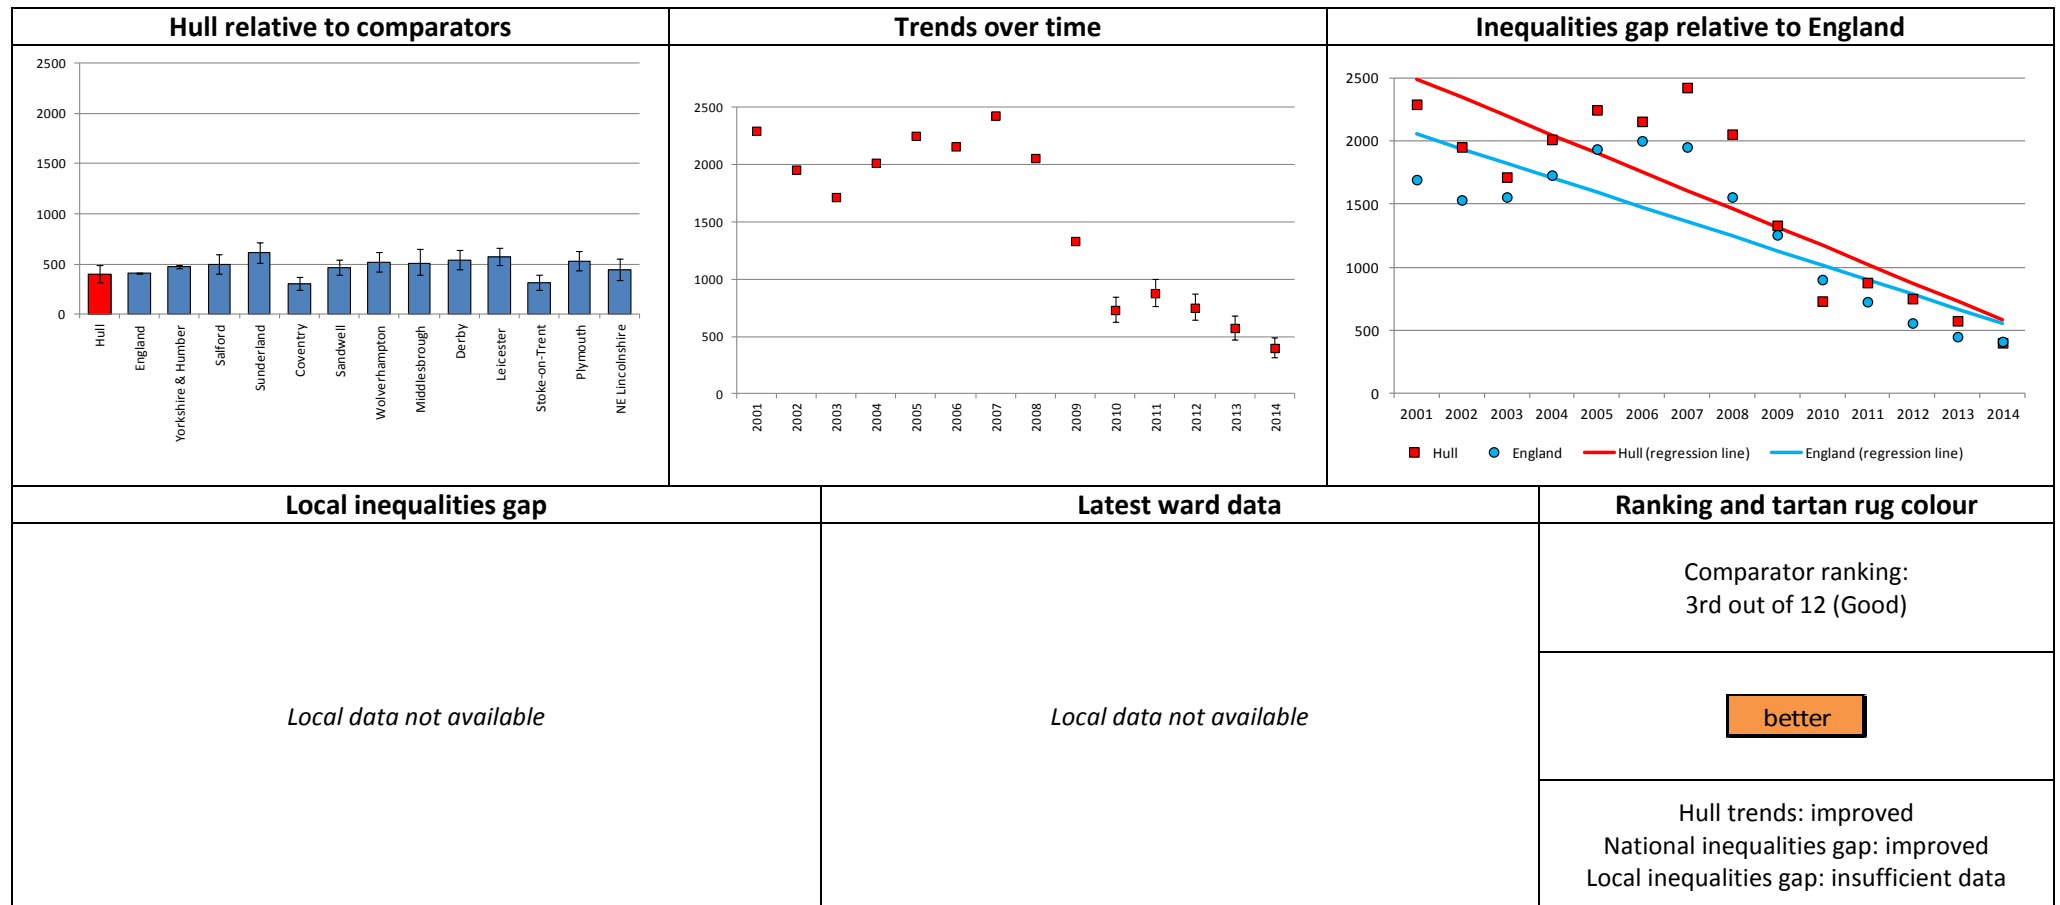 Hull relative to comparators
2500
2000
1500
1000
500
0
Hull
England
Yorkshire & Humber
Salford
Sunderland
Coventry
Sandwell
Wolverhampton
Middlesbrough
Derby
Leicester
Stoke-on-Trent
Plymouth
NE Lincolnshire
Trends over time
2500
2000
1500
1000
500
0
2001
2002
2003
2004
2005
2006
2007
2008
2009
2010
2011
2012
2013
2014
Inequalities gap relative to England
2500
2000
1500
1000
500
0
2001 2002 2003 2004 2005 2006 2007 2008 2009 2010 2011 2012 2013 2014
Hull England Hull (regression line) England (regression line)
Local inequalities gap
Local data not available
Latest ward data
Local data not available
Ranking and tartan rug colour
Comparator ranking:
3rd out of 12 (Good)
better
Hull trends: improved
National inequalities gap: improved
Local inequalities gap: insufficient data